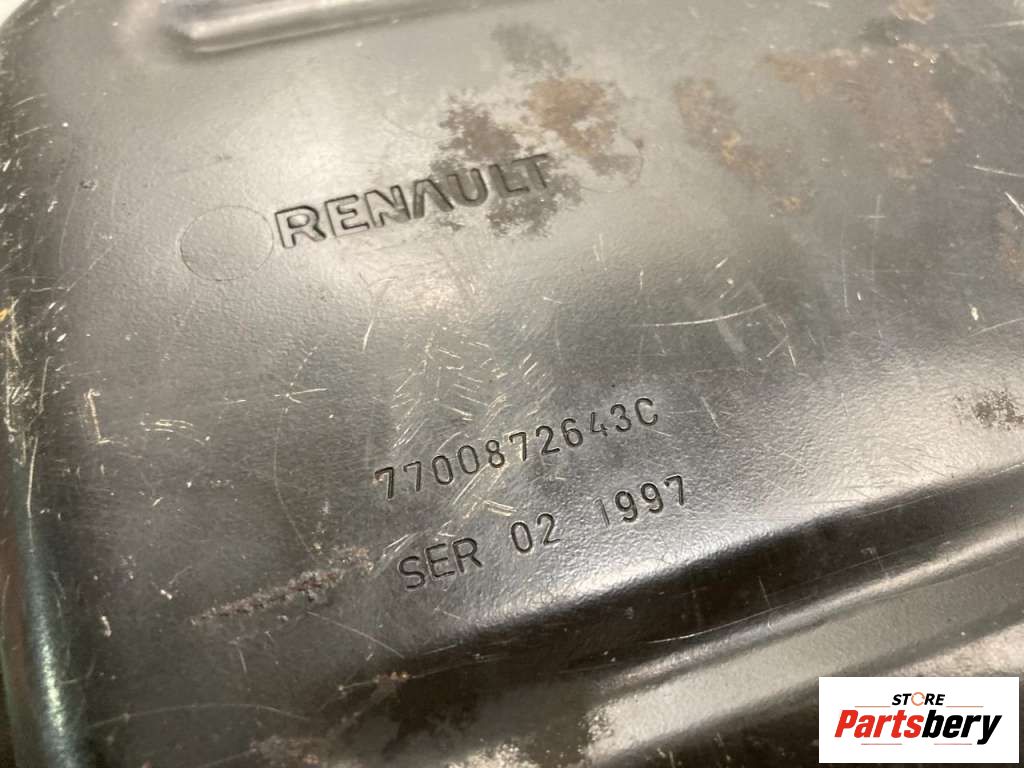 RENAULT
7700872643C
SER 02 1997
STORE
Partsbery